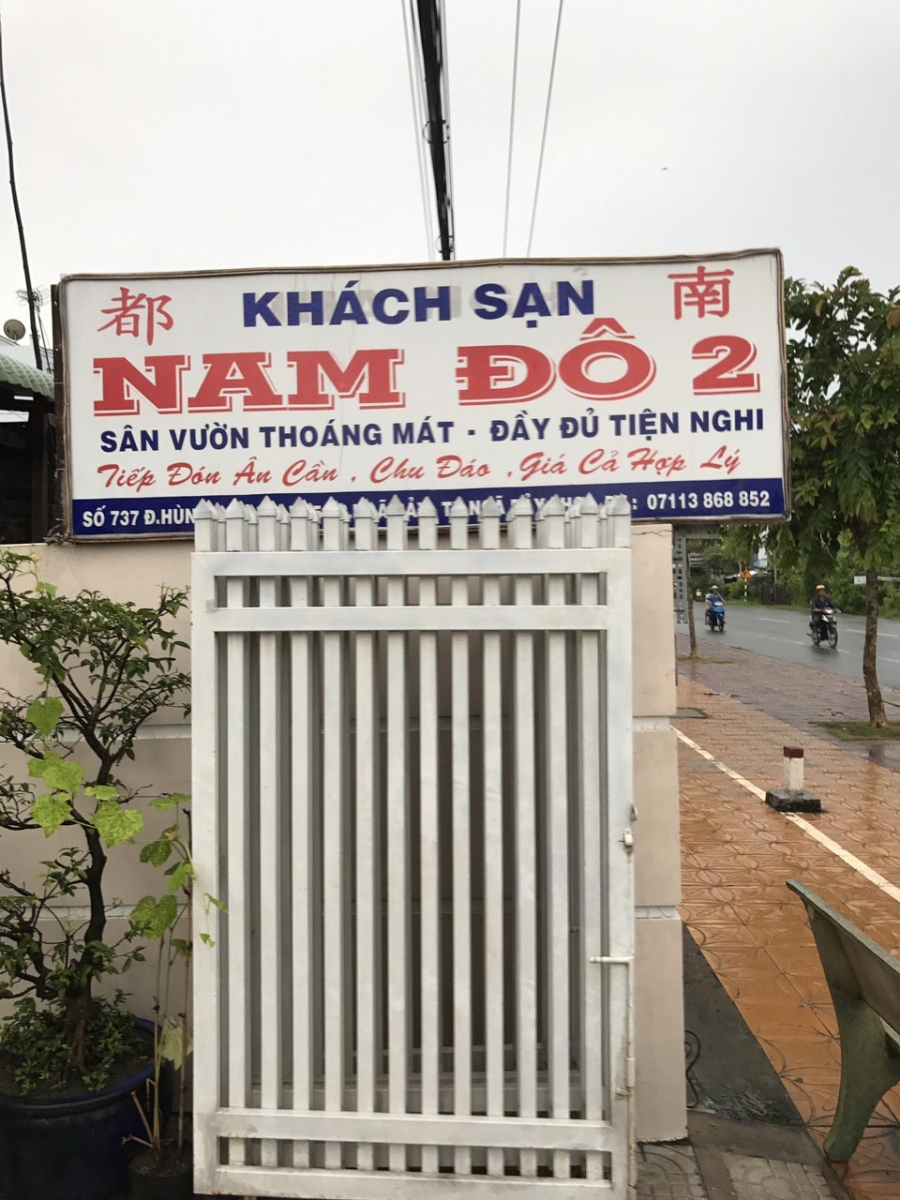 都 KHÁCH SẠN 南
NAM ĐÔ 2
SÂN VƯỜN THOÁNG MÁT - ĐẦY ĐỦ TIỆN NGHI
Tiếp Đón Ân Cần , Chu Đáo , Giá Cả Hợp Lý
SỐ 737 Đ.HÙN : 07113 868 852